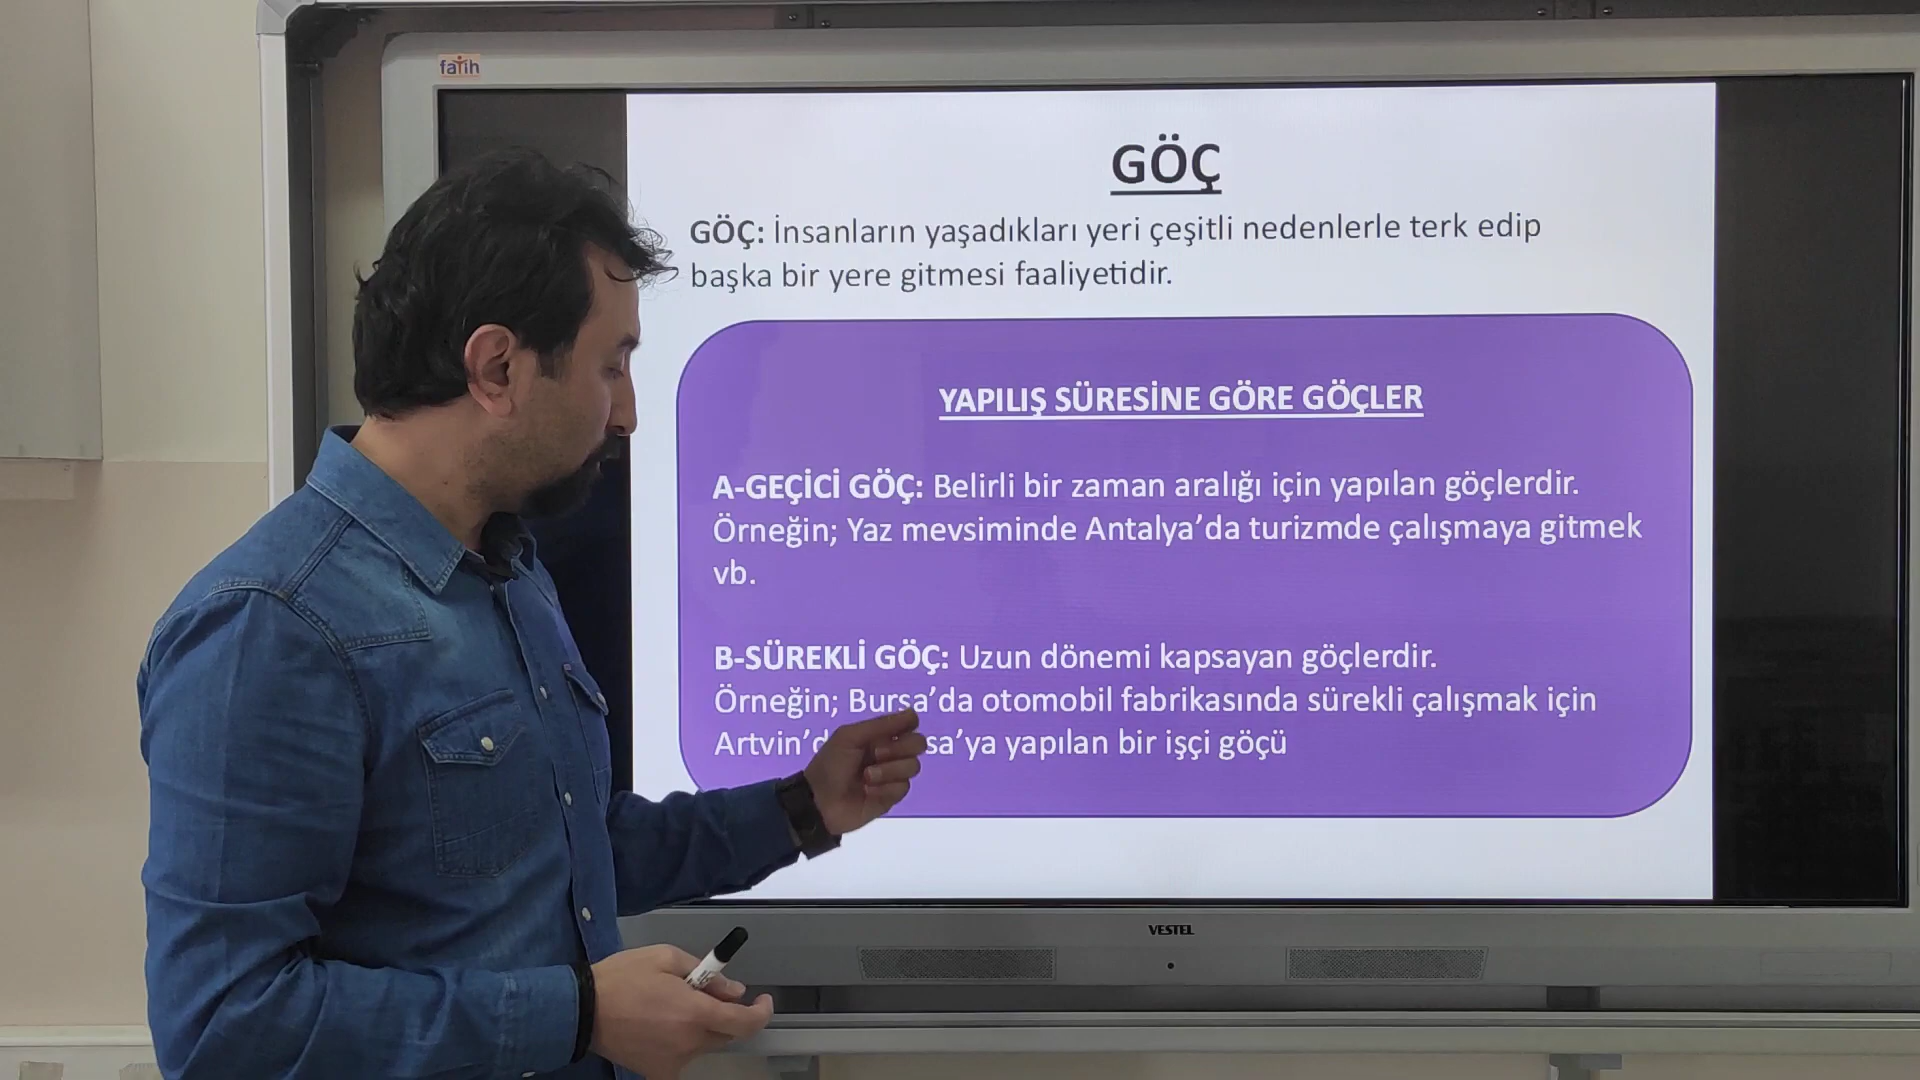 fatih
GÖÇ
GÖÇ: İnsanların yaşadıkları yeri çeşitli nedenlerle terk edip
başka bir yere gitmesi faaliyetidir.
YAPILIŞ SÜRESİNE GÖRE GÖÇLER
A-GEÇİCİ GÖÇ: Belirli bir zaman aralığı için yapılan göçlerdir.
Örneğin; Yaz mevsiminde Antalya’da turizmde çalışmaya gitmek
vb.
B-SÜREKLİ GÖÇ: Uzun dönemi kapsayan göçlerdir.
Örneğin; Bursa’da otomobil fabrikasında sürekli çalışmak için
yapılan bir işçi göçü
VESTEL